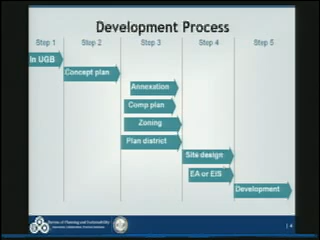 Development Process
Step 1 Step 2 Step 3 Step 4 Step 5
In UGB
Concept plan
Annexation
Comp plan
Zoning
Plan district
Site design
EA or EIS
Development
Bureau of Planning and Sustainability
| 4